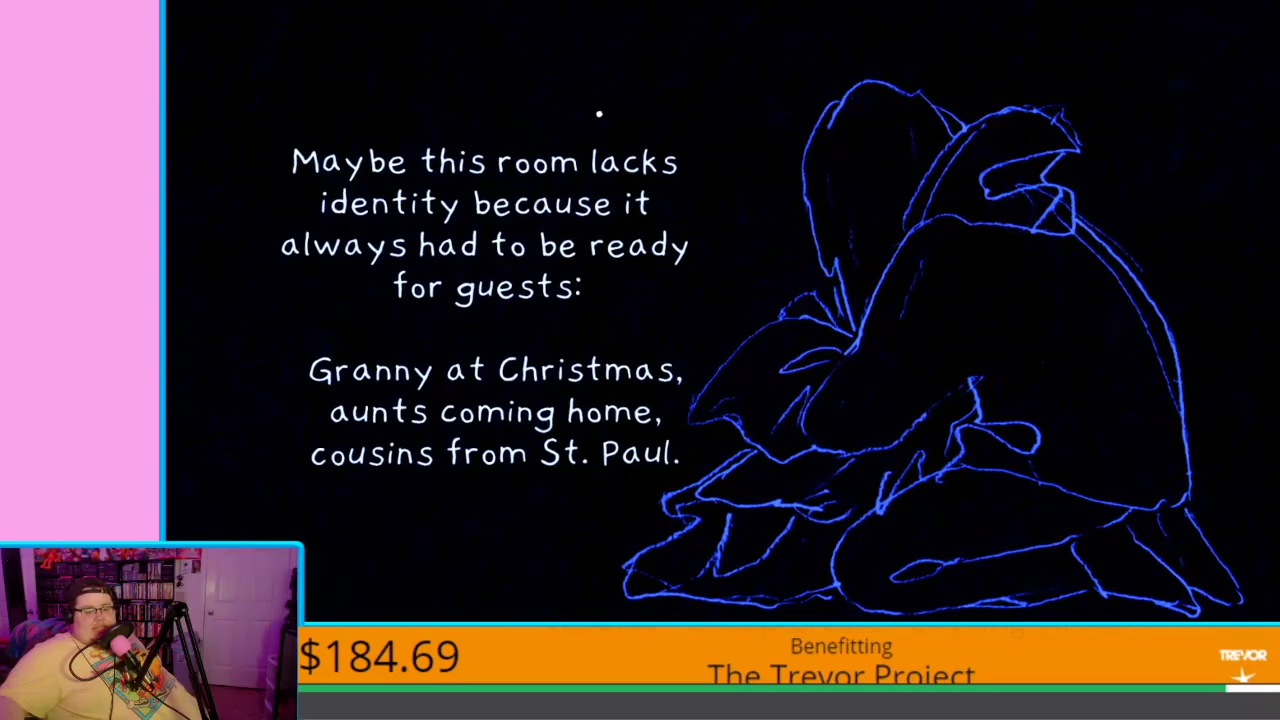 Maybe this room lacks
identity because it
always had to be ready
for guests:
Granny at Christmas,
aunts coming home,
cousins from St. Paul.
$184.69
Benefitting
The Trevor Project
TREVOR